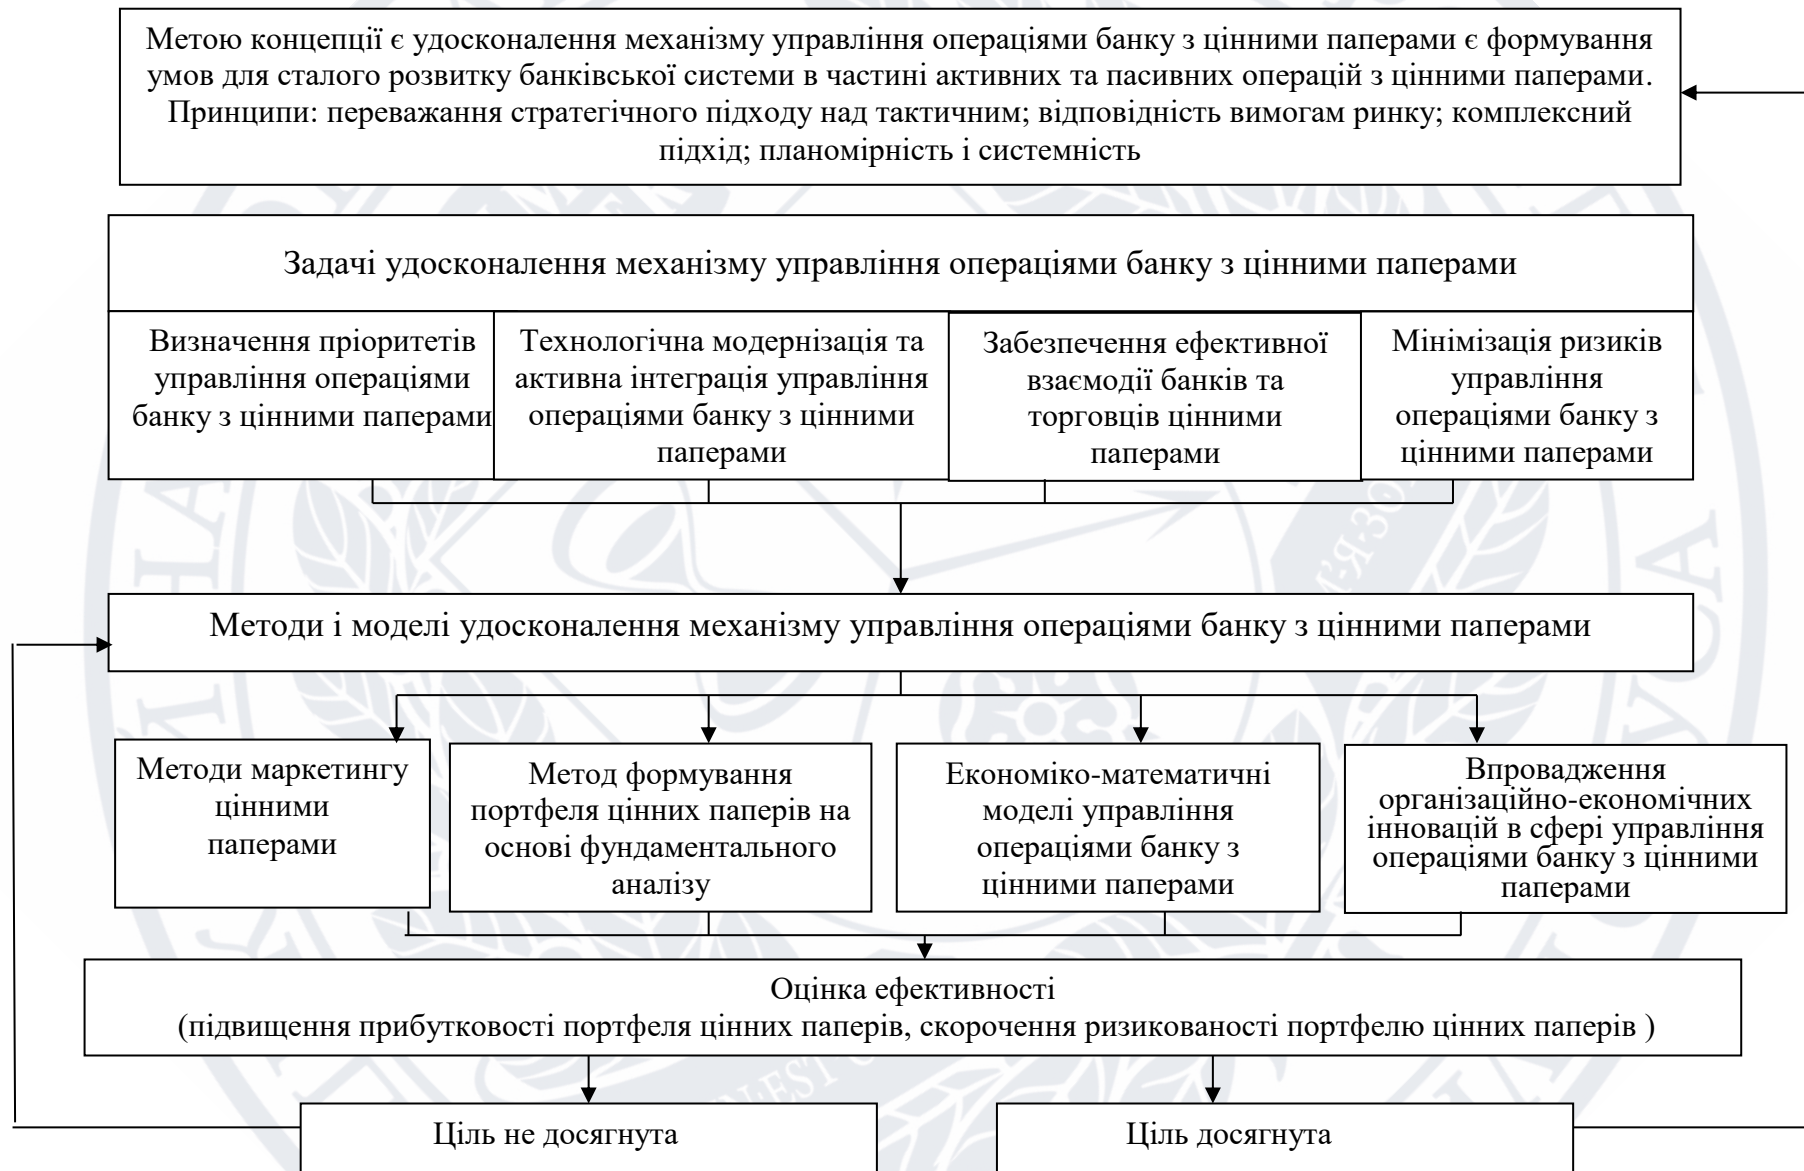 Метою концепції є удосконалення механізму управління операціями банку з цінними паперами є формування
умов для сталого розвитку банківської системи в частині активних та пасивних операцій з цінними паперами.
Принципи: переважання стратегічного підходу над тактичним; відповідність вимогам ринку; комплексний
підхід; планомірність і системність
Задачі удосконалення механізму управління операціями банку з цінними паперами
Визначення пріоритетів
управління операціями
банку з цінними паперами
Технологічна модернізація та
активна інтеграція управління
операціями банку з цінними
паперами
Забезпечення ефективної
взаємодії банків та
торговців цінними
паперами
Мінімізація ризиків
управління
операціями банку з
цінними паперами
Методи і моделі удосконалення механізму управління операціями банку з цінними паперами
Методи маркетингу
цінними
паперами
Метод формування
портфеля цінних паперів на
основі фундаментального
аналізу
Економіко-математичні
моделі управління
операціями банку з
цінними паперами
Впровадження
організаційно-економічних
інновацій в сфері управління
операціями банку з цінними
паперами
Оцінка ефективності
(підвищення прибутковості портфеля цінних паперів, скорочення ризикованості портфелю цінних паперів )
Ціль не досягнута
Ціль досягнута